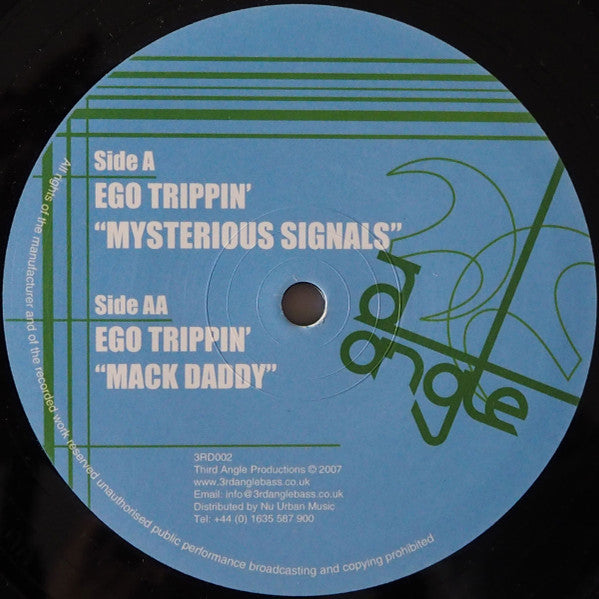 Side A
EGO TRIPPIN’
“MYSTERIOUS SIGNALS”
Side AA
EGO TRIPPIN’
“MACK DADDY”
3rd
angle
3RD002
Third Angle Productions © 2007
www.3rdanglebass.co.uk
Email: info@3rdanglebass.co.uk
Distributed by Nu Urban Music
Tel: +44 (0) 1635 587 900
All rights of the manufacturer and of the recorded work reserved unauthorised public performance broadcasting and copying prohibited